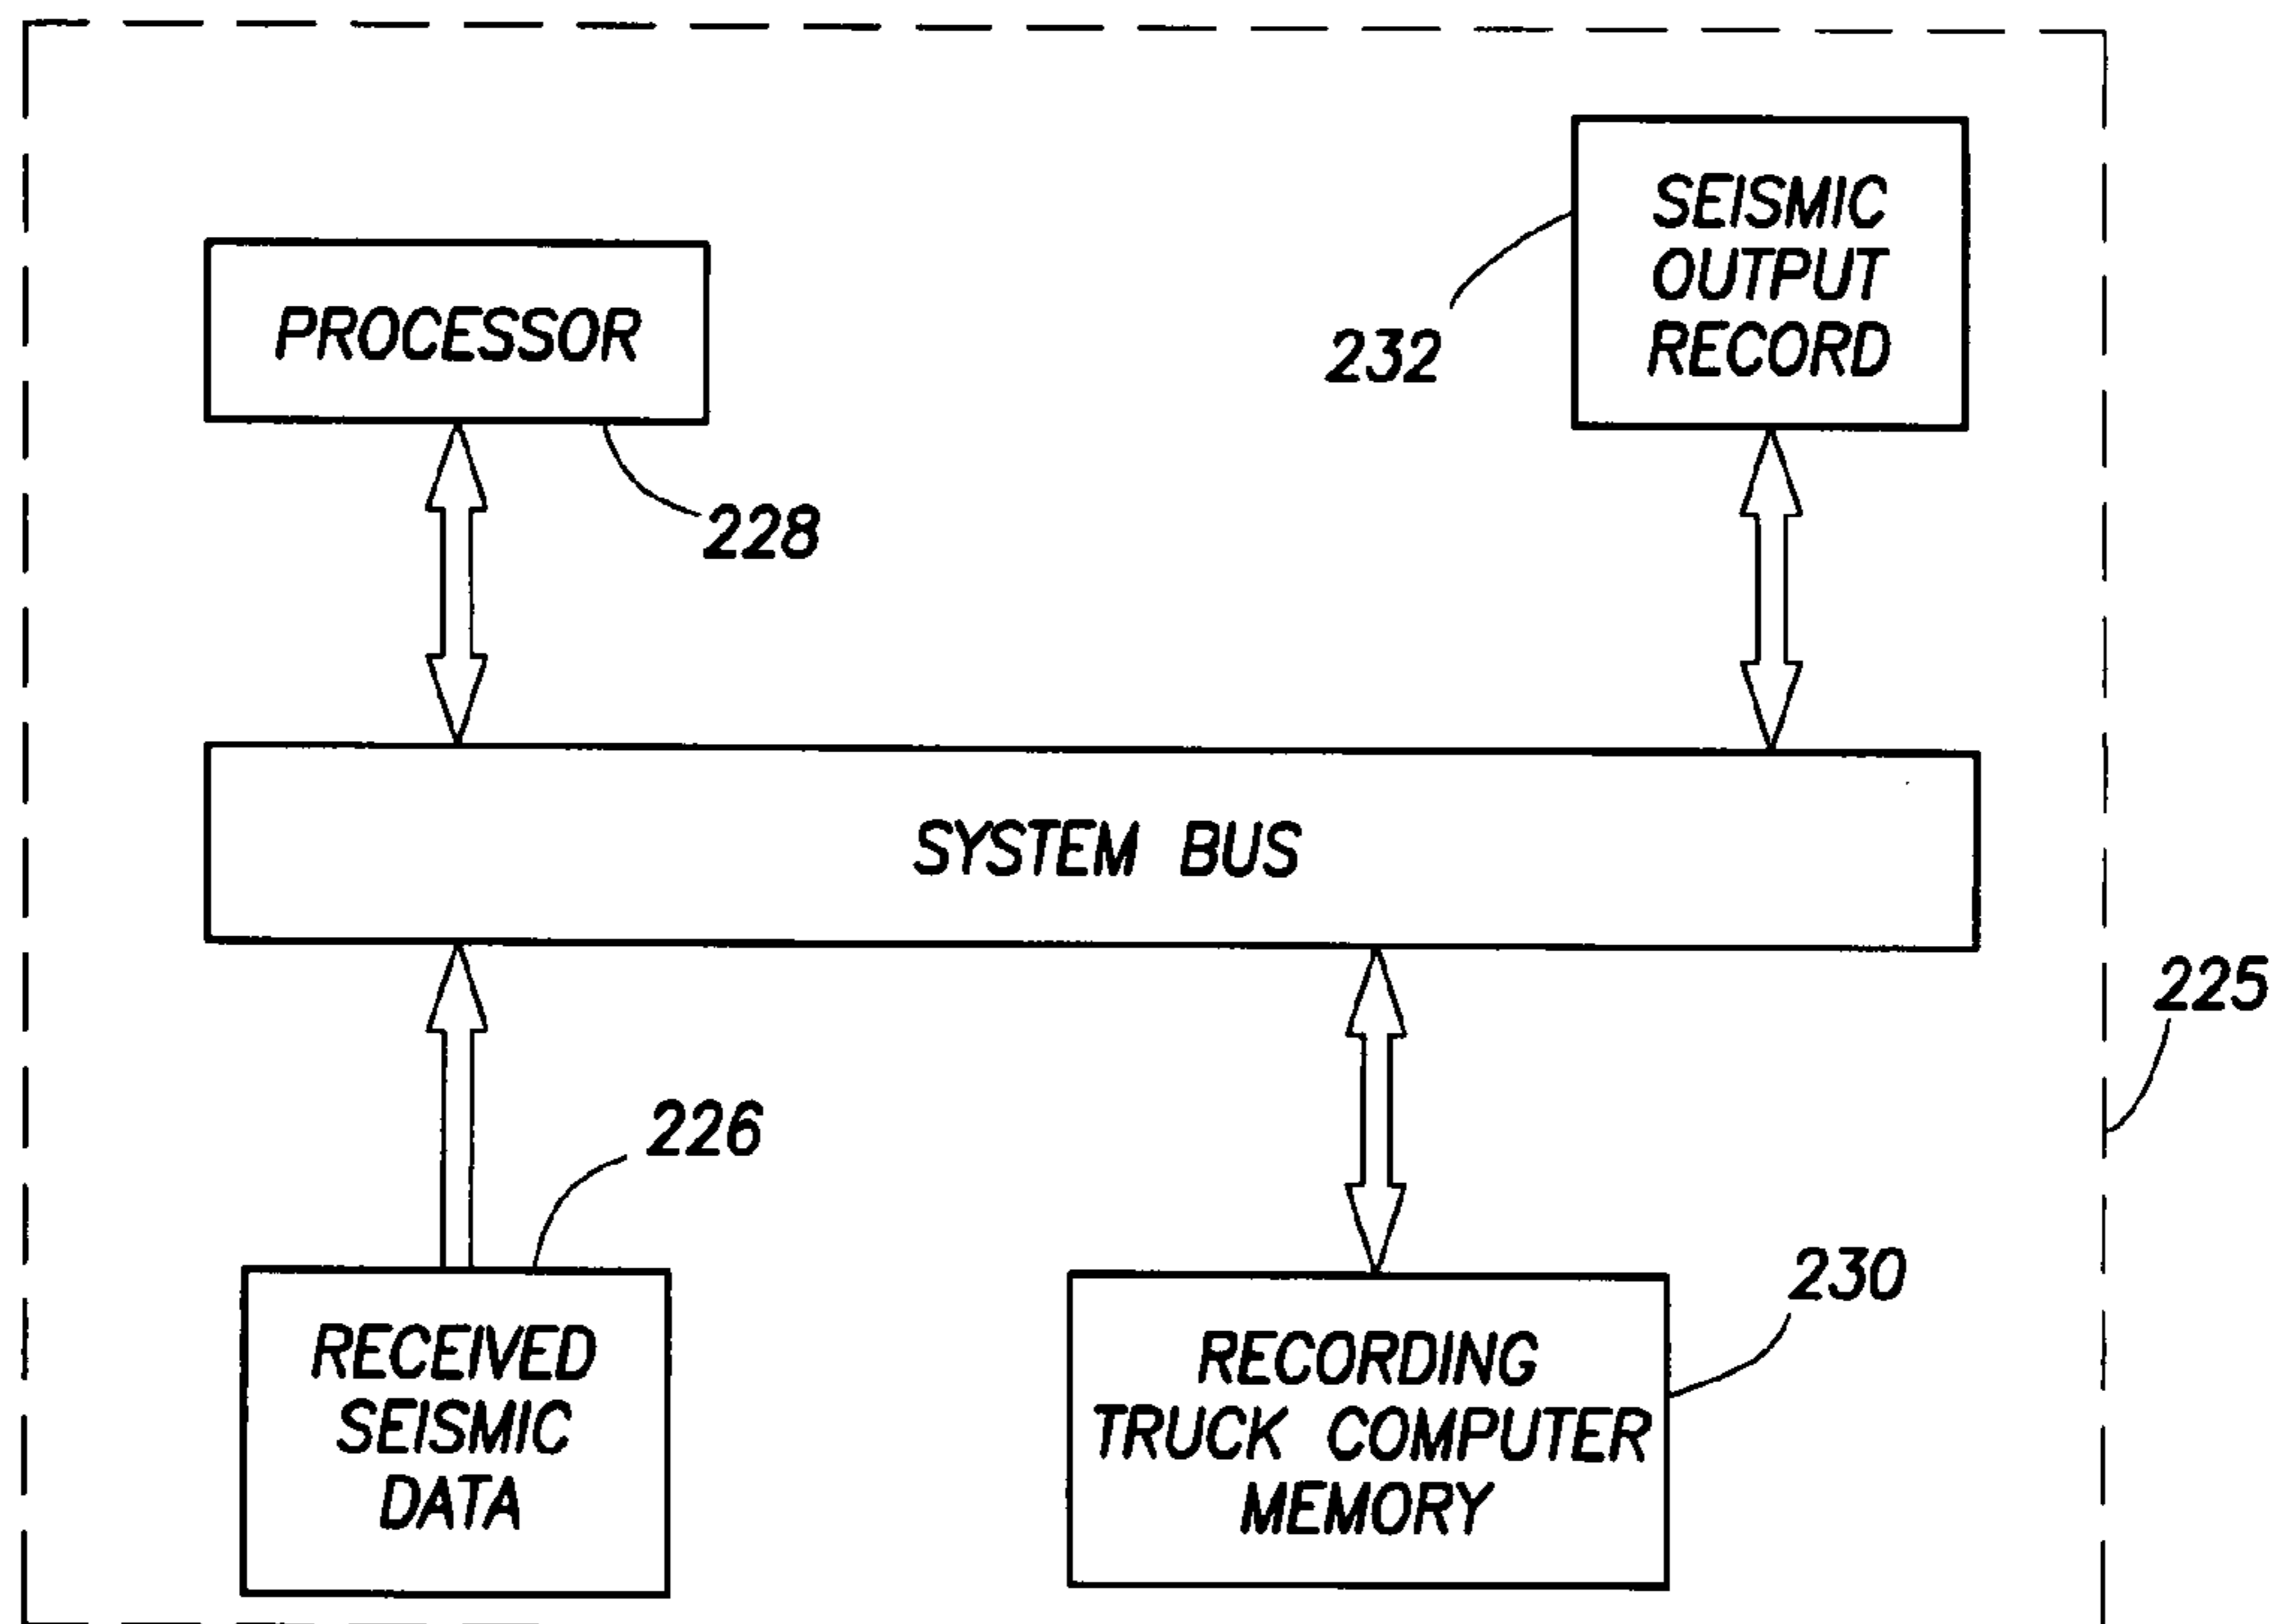 SEISMIC
OUTPUT
RECORD
PROCESSOR
232
228
SYSTEM BUS
225
226
230
RECEIVED
SEISMIC
DATA
RECORDING
TRUCK COMPUTER
MEMORY